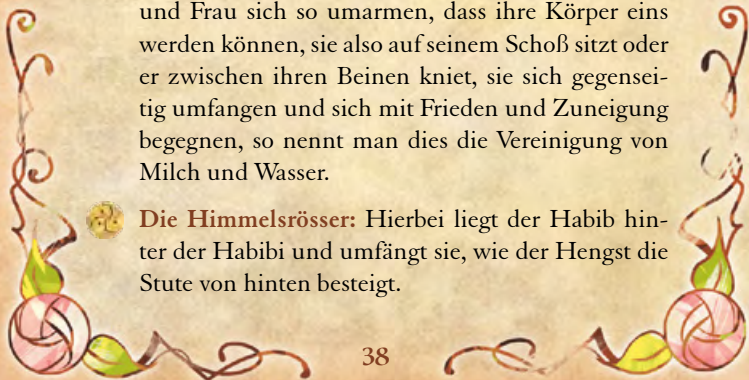 und Frau sich so umarmen, dass ihre Körper eins
werden können, sie also auf seinem Schoß sitzt oder
er zwischen ihren Beinen kniet, sie sich gegensei-
tig umfangen und sich mit Frieden und Zuneigung
begegnen, so nennt man dies die Vereinigung von
Milch und Wasser.
Die Himmelsrösser: Hierbei liegt der Habib hin-
ter der Habibi und umfängt sie, wie der Hengst die
Stute von hinten besteigt.
38